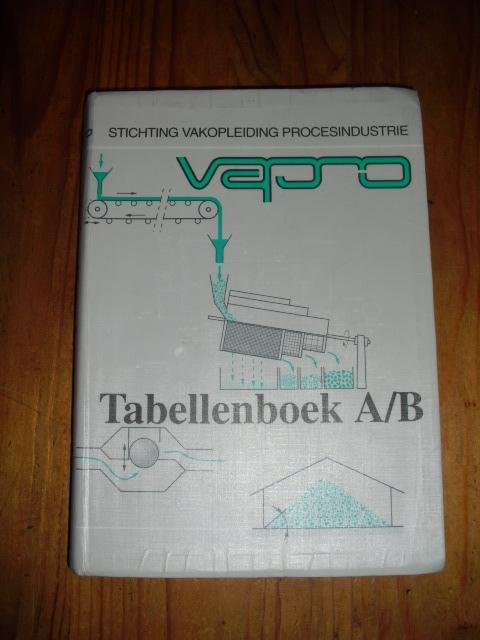 STICHTING VAKOPLEIDING PROCESINDUSTRIE
vapro
Tabellenboek A/B